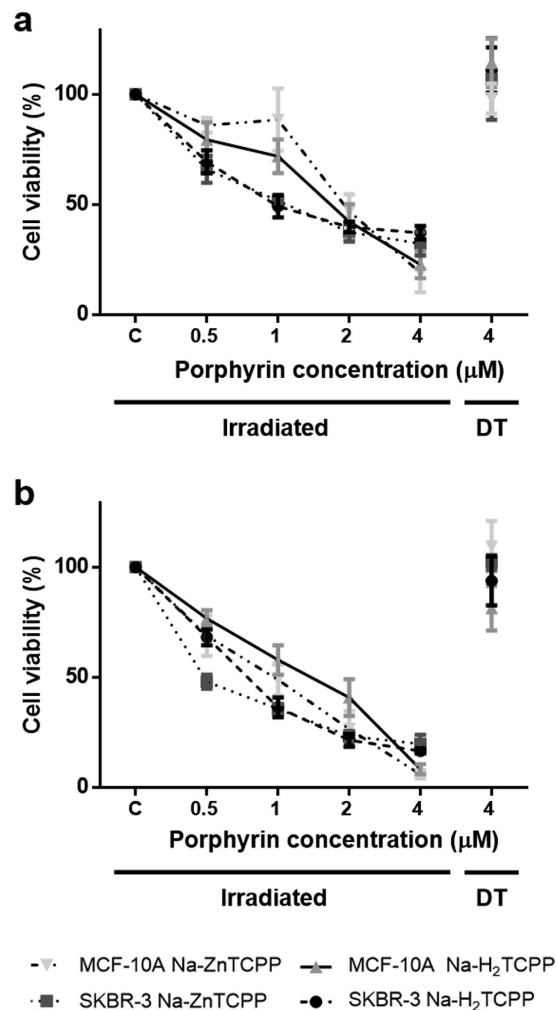 a
Cell viability (%)
100
50
0
C 0.5 1 2 4 4
Porphyrin concentration (μM)
Irradiated DT
b
Cell viability (%)
100
50
0
C 0.5 1 2 4 4
Porphyrin concentration (μM)
Irradiated DT
MCF-10A Na-ZnTCPP MCF-10A Na-H₂TCPP
SKBR-3 Na-ZnTCPP SKBR-3 Na-H₂TCPP